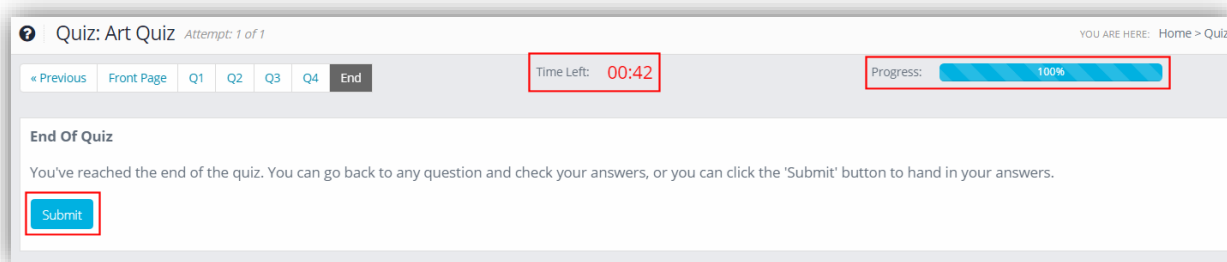 Quiz: Art Quiz Attempt: 1 of 1 YOU ARE HERE: Home > Quiz
« Previous Front Page Q1 Q2 Q3 Q4 End Time Left: 00:42 Progress: 100%
End Of Quiz
You've reached the end of the quiz. You can go back to any question and check your answers, or you can click the 'Submit' button to hand in your answers.
Submit